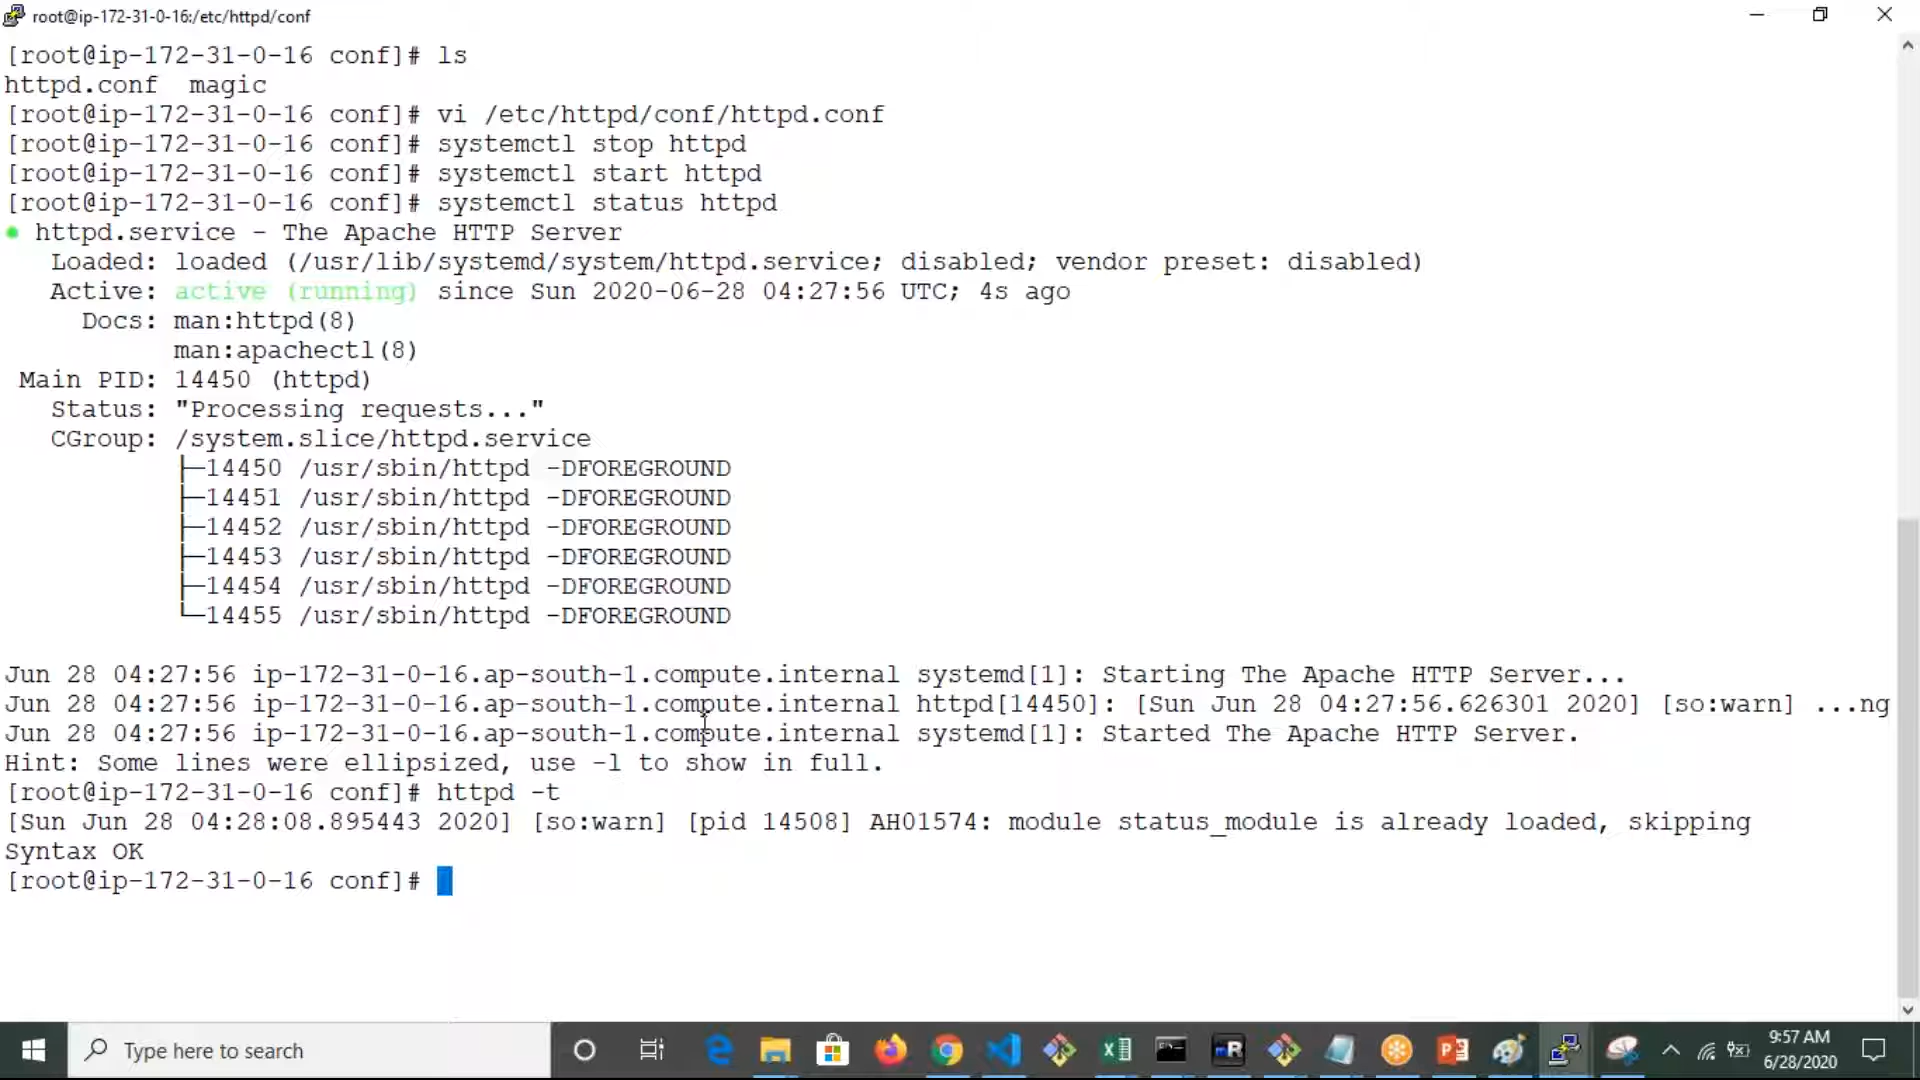 root@ip-172-31-0-16:/etc/httpd/conf
[root@ip-172-31-0-16 conf]# ls
httpd.conf  magic
[root@ip-172-31-0-16 conf]# vi /etc/httpd/conf/httpd.conf
[root@ip-172-31-0-16 conf]# systemctl stop httpd
[root@ip-172-31-0-16 conf]# systemctl start httpd
[root@ip-172-31-0-16 conf]# systemctl status httpd
● httpd.service - The Apache HTTP Server
   Loaded: loaded (/usr/lib/systemd/system/httpd.service; disabled; vendor preset: disabled)
   Active: active (running) since Sun 2020-06-28 04:27:56 UTC; 4s ago
     Docs: man:httpd(8)
           man:apachectl(8)
 Main PID: 14450 (httpd)
   Status: "Processing requests..."
   CGroup: /system.slice/httpd.service
           ├─14450 /usr/sbin/httpd -DFOREGROUND
           ├─14451 /usr/sbin/httpd -DFOREGROUND
           ├─14452 /usr/sbin/httpd -DFOREGROUND
           ├─14453 /usr/sbin/httpd -DFOREGROUND
           ├─14454 /usr/sbin/httpd -DFOREGROUND
           └─14455 /usr/sbin/httpd -DFOREGROUND
Jun 28 04:27:56 ip-172-31-0-16.ap-south-1.compute.internal systemd[1]: Starting The Apache HTTP Server...
Jun 28 04:27:56 ip-172-31-0-16.ap-south-1.compute.internal httpd[14450]: [Sun Jun 28 04:27:56.626301 2020] [so:warn] ...ng
Jun 28 04:27:56 ip-172-31-0-16.ap-south-1.compute.internal systemd[1]: Started The Apache HTTP Server.
Hint: Some lines were ellipsized, use -l to show in full.
[root@ip-172-31-0-16 conf]# httpd -t
[Sun Jun 28 04:28:08.895443 2020] [so:warn] [pid 14508] AH01574: module status_module is already loaded, skipping
Syntax OK
[root@ip-172-31-0-16 conf]#
Type here to search
9:57 AM
6/28/2020